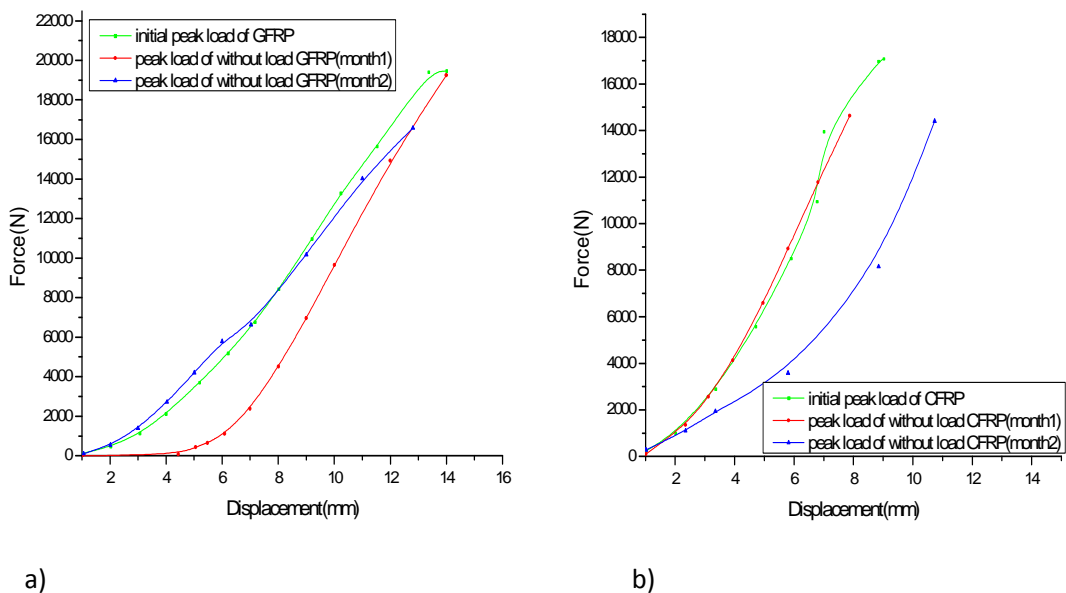 22000
20000
18000
16000
14000
12000
10000
8000
6000
4000
2000
0
Force(N)
initial peak load of GFRP
peak load of without load GFRP(month1)
peak load of without load GFRP(month2)
2 4 6 8 10 12 14 16
Displacement(mm)
a)
18000
16000
14000
12000
10000
8000
6000
4000
2000
0
Force(N)
initial peak load of CFRP
peak load of without load CFRP(month1)
peak load of without load CFRP(month2)
2 4 6 8 10 12 14
Displacement(mm)
b)